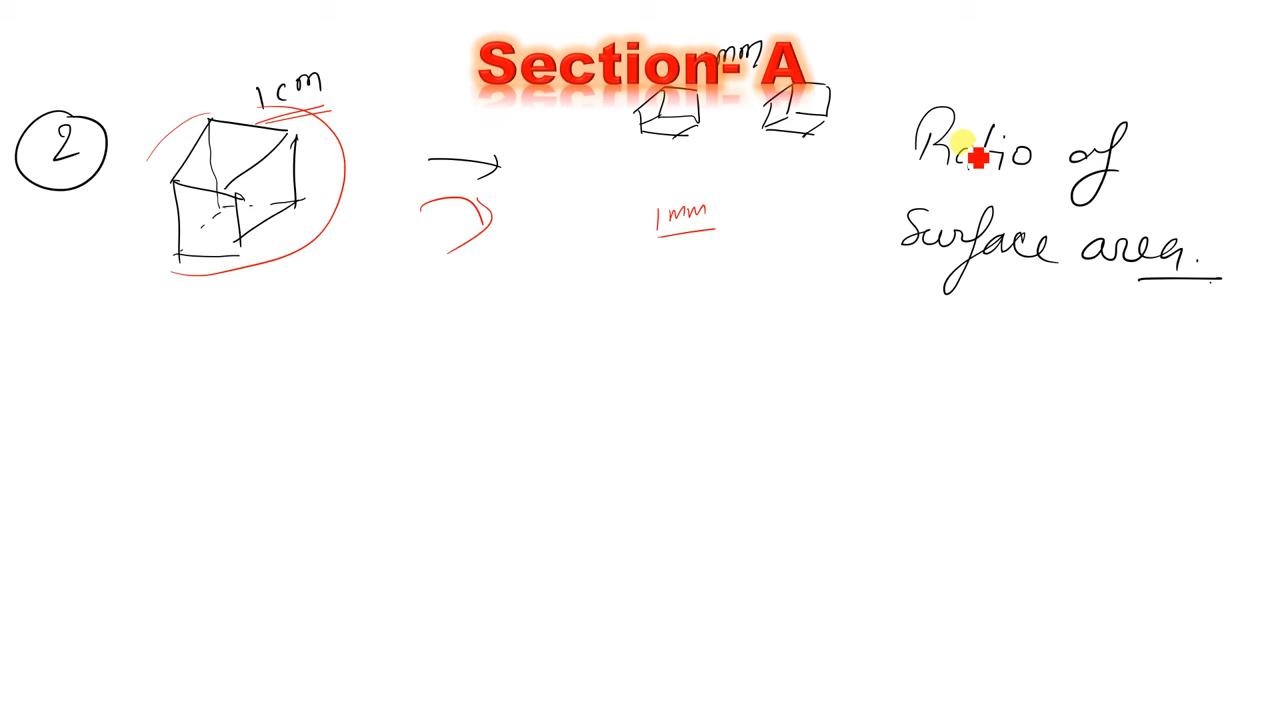 Section- A
mm
2
1 cm
1 mm
Ratio of
Surface area.